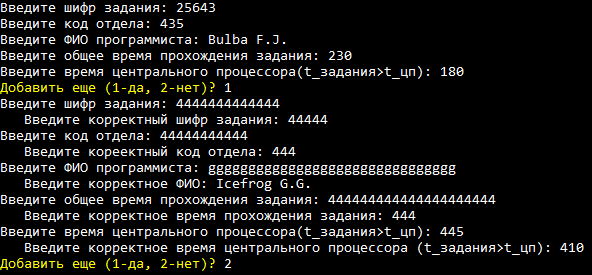 Введите шифр задания: 25643
Введите код отдела: 435
Введите ФИО программиста: Bulba F.J.
Введите общее время прохождения задания: 230
Введите время центрального процессора(t_задания>t_цп): 180
Добавить еще (1-да, 2-нет)? 1
Введите шифр задания: 4444444444444
Введите корректный шифр задания: 44444
Введите код отдела: 44444444444
Введите кореектный код отдела: 444
Введите ФИО программиста: ggggggggggggggggggggggggggggggg
Введите корректное ФИО: Icefrog G.G.
Введите общее время прохождения задания: 444444444444444444444
Введите корректное время прохождения задания: 444
Введите время центрального процессора(t_задания>t_цп): 445
Введите корректное время центрального процессора (t_задания>t_цп): 410
Добавить еще (1-да, 2-нет)? 2